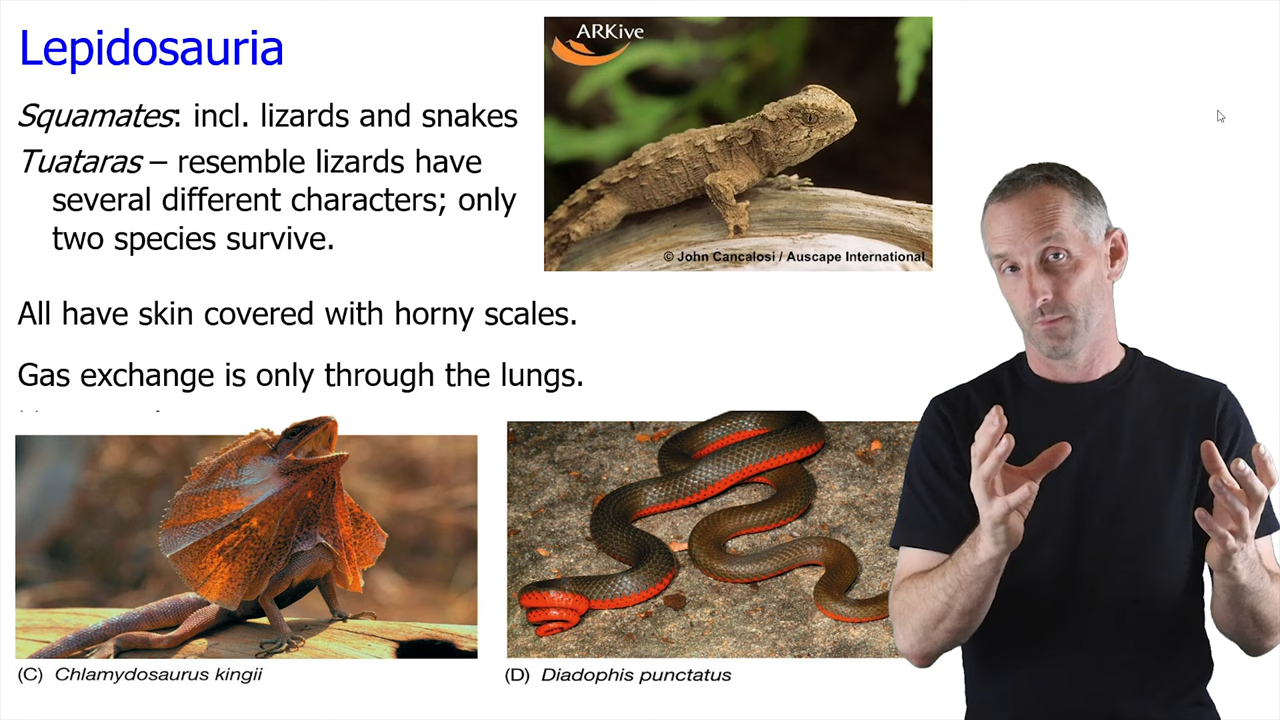 Lepidosauria
Squamates: incl. lizards and snakes
Tuataras – resemble lizards have
several different characters; only
two species survive.
ARKive
© John Cancalosi / Auscape International
All have skin covered with horny scales.
Gas exchange is only through the lungs.
(C) Chlamydosaurus kingii
(D) Diadophis punctatus